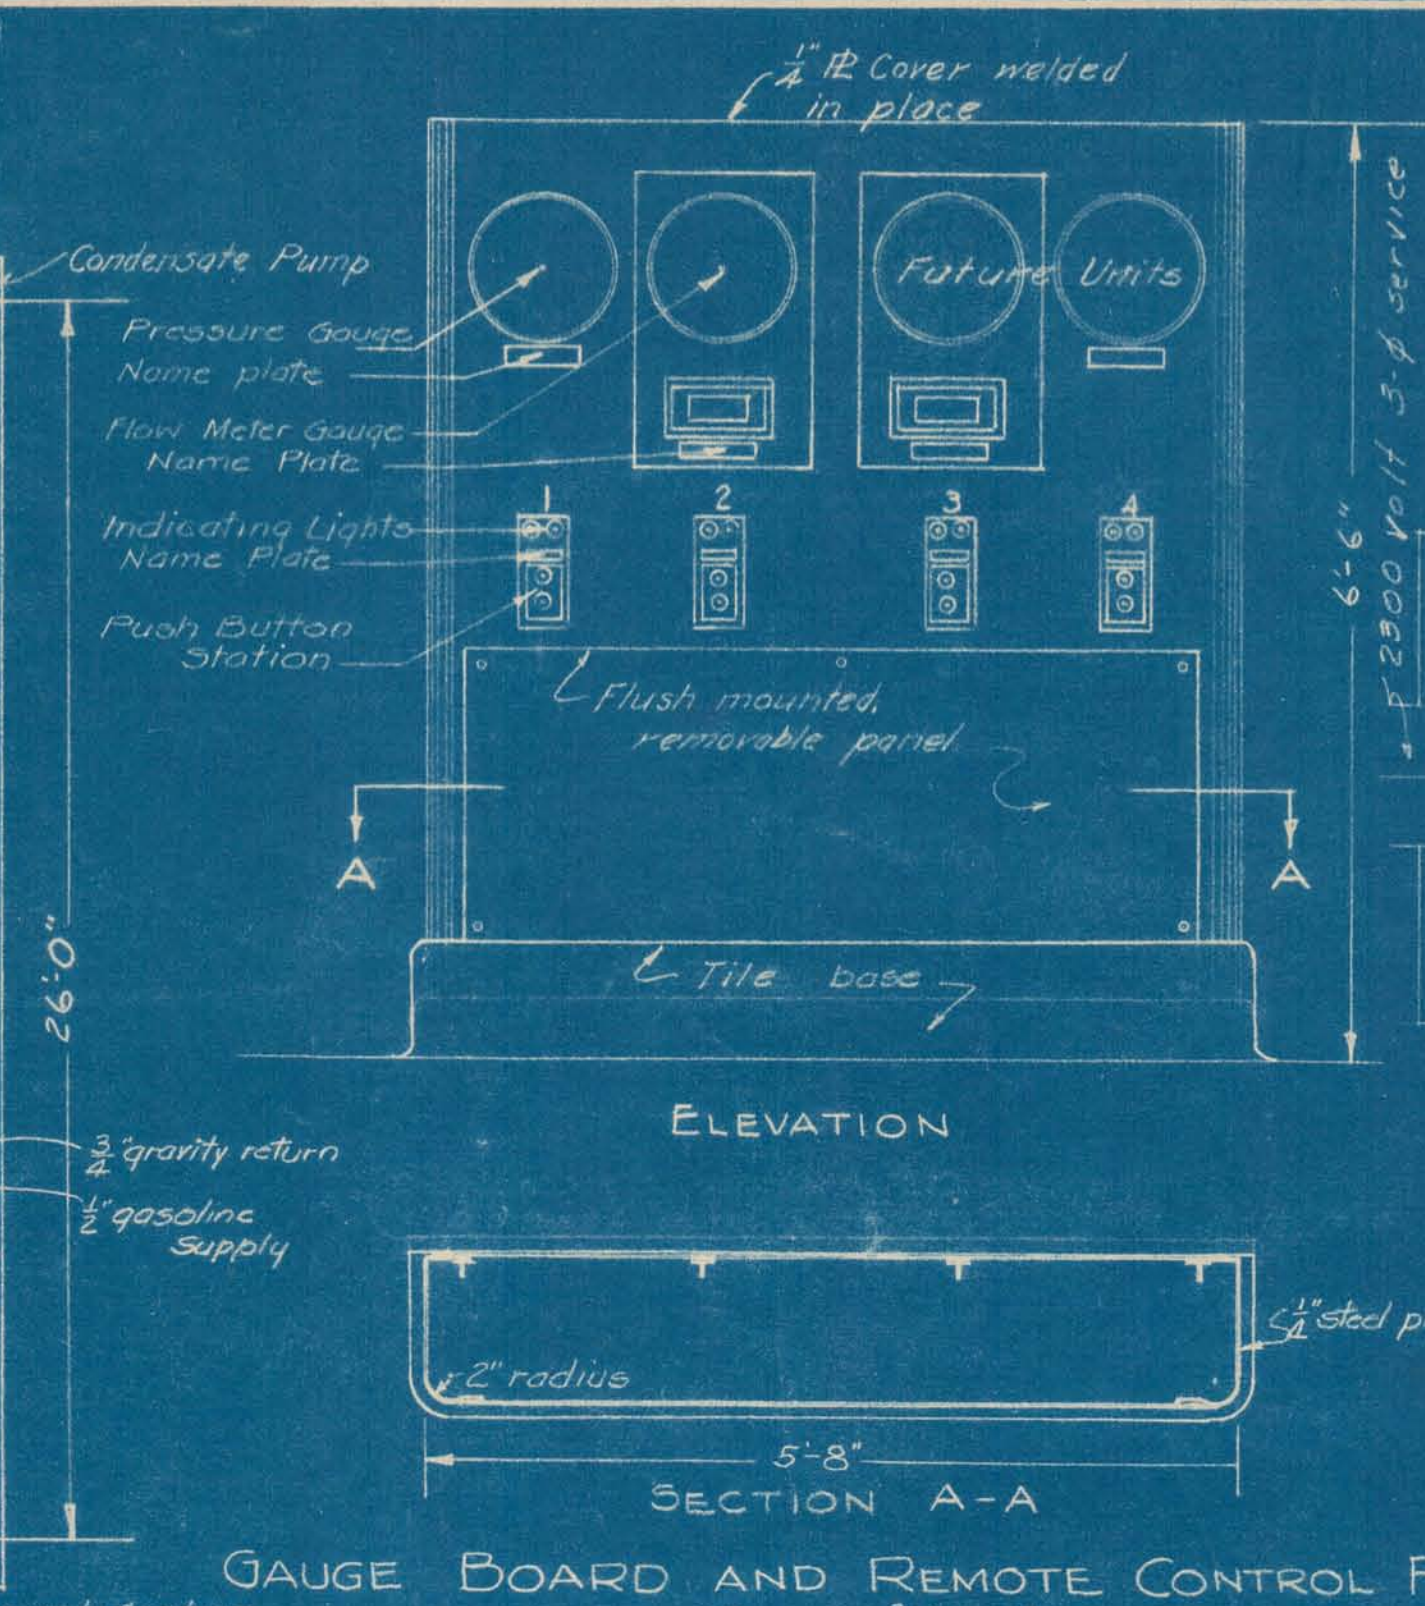 1/4" PL Cover welded
in place
Condensate Pump
Pressure Gauge
Name plate
Flow Meter Gauge
Name Plate
Indicating Lights
Name Plate
Push Button
Station
Future Units
1 2 3 4
Flush mounted,
removable panel
A A
Tile base
6'-6"
2300 volt 3-φ service
26'-0"
ELEVATION
3/4" gravity return
1/2" gasoline
supply
1/4" steel
2" radius
5'-8"
SECTION A-A
GAUGE BOARD AND REMOTE CONTROL